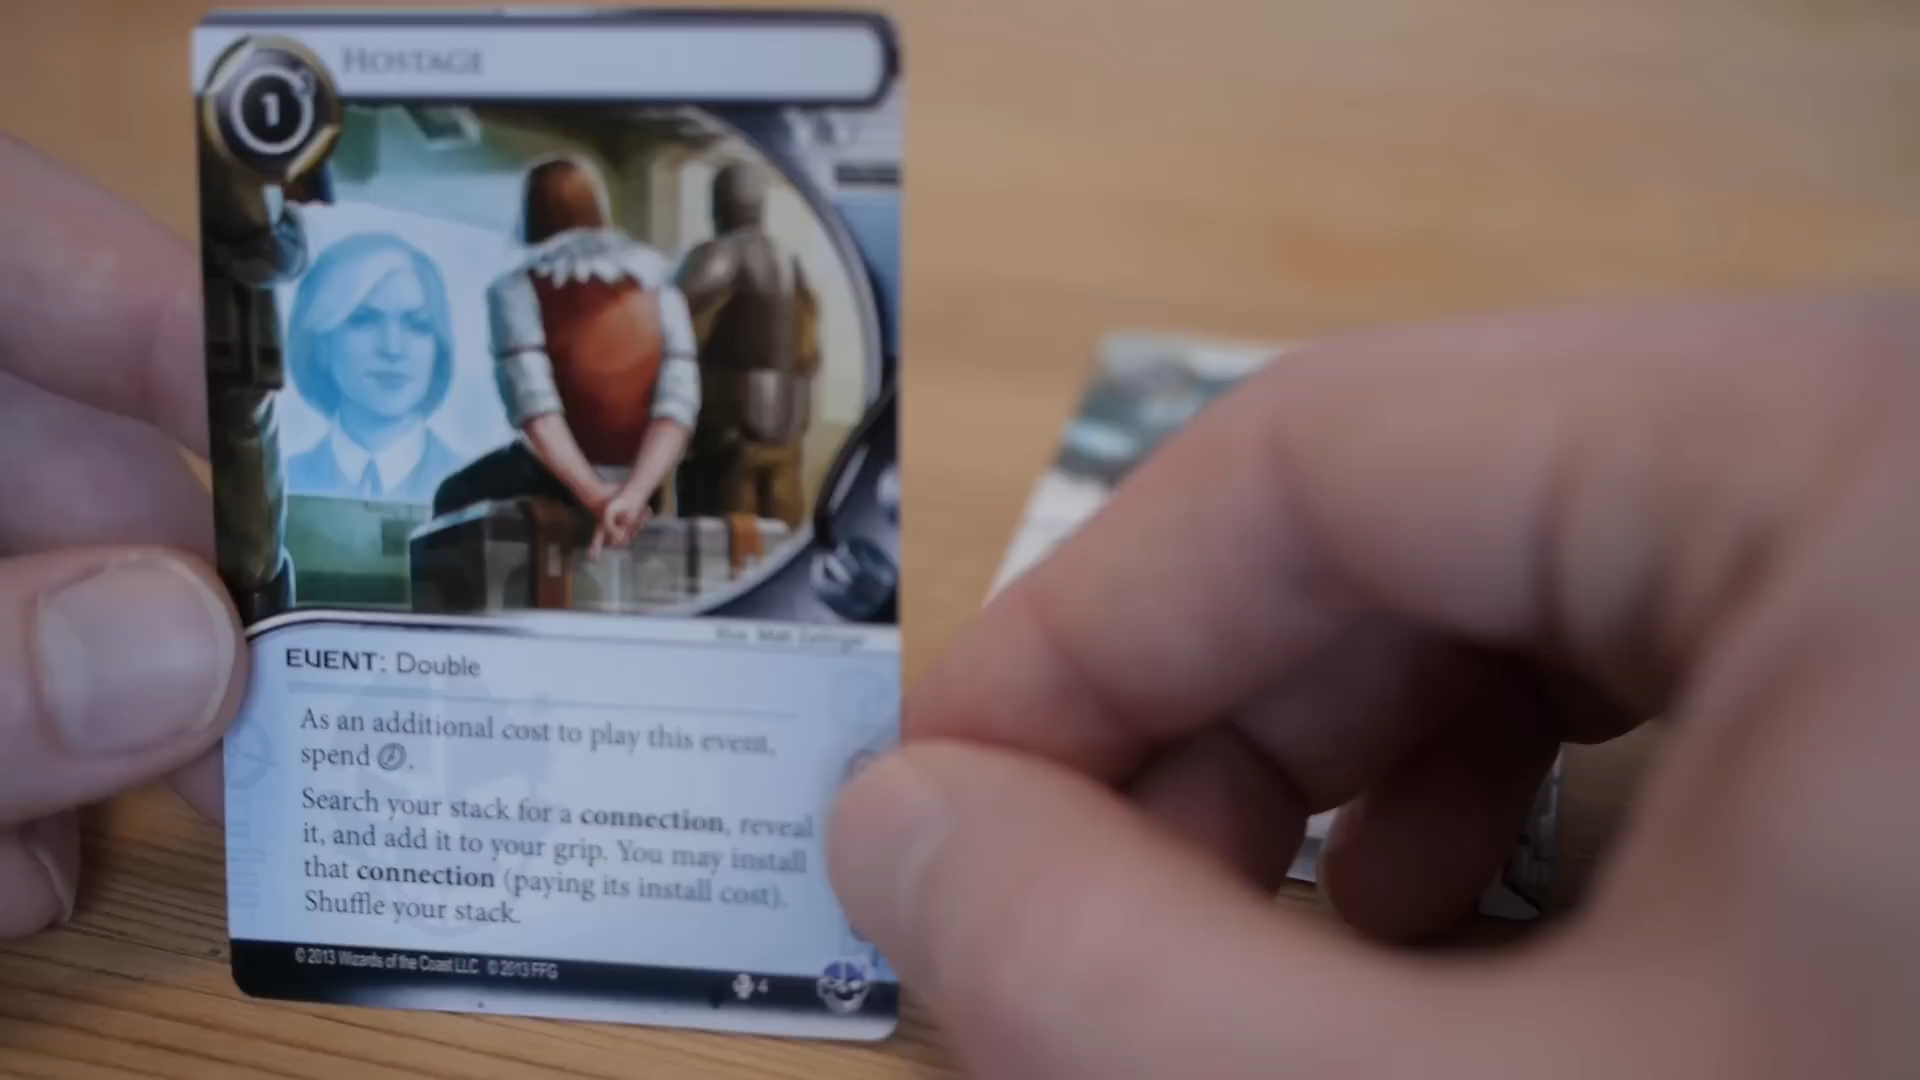 HOSTAGE
1
EVENT: Double
As an additional cost to play this event,
spend
Search your stack for a connection, reveal
it, and add it to your grip. You may install
that connection (paying its install cost).
Shuffle your stack.
© 2013 Wizards of the Coast LLC. © 2013 FFG
4